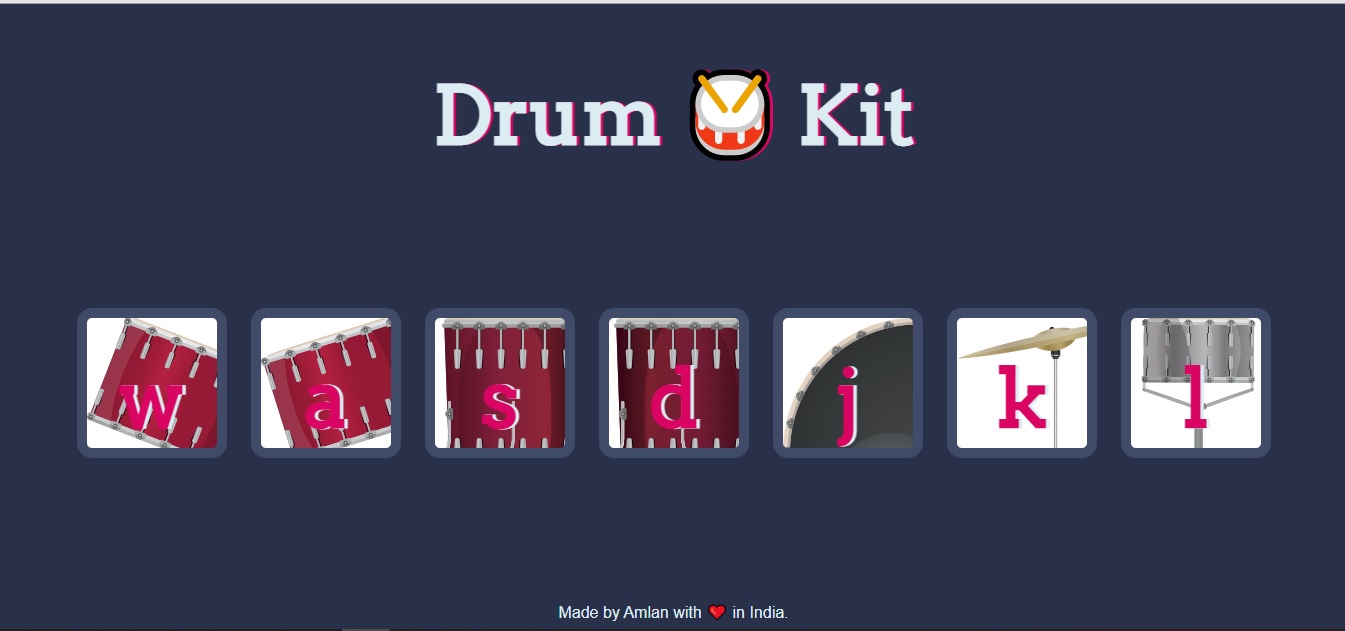 Drum 🥁 Kit
w a s d j k l
Made by Amlan with ❤️ in India.